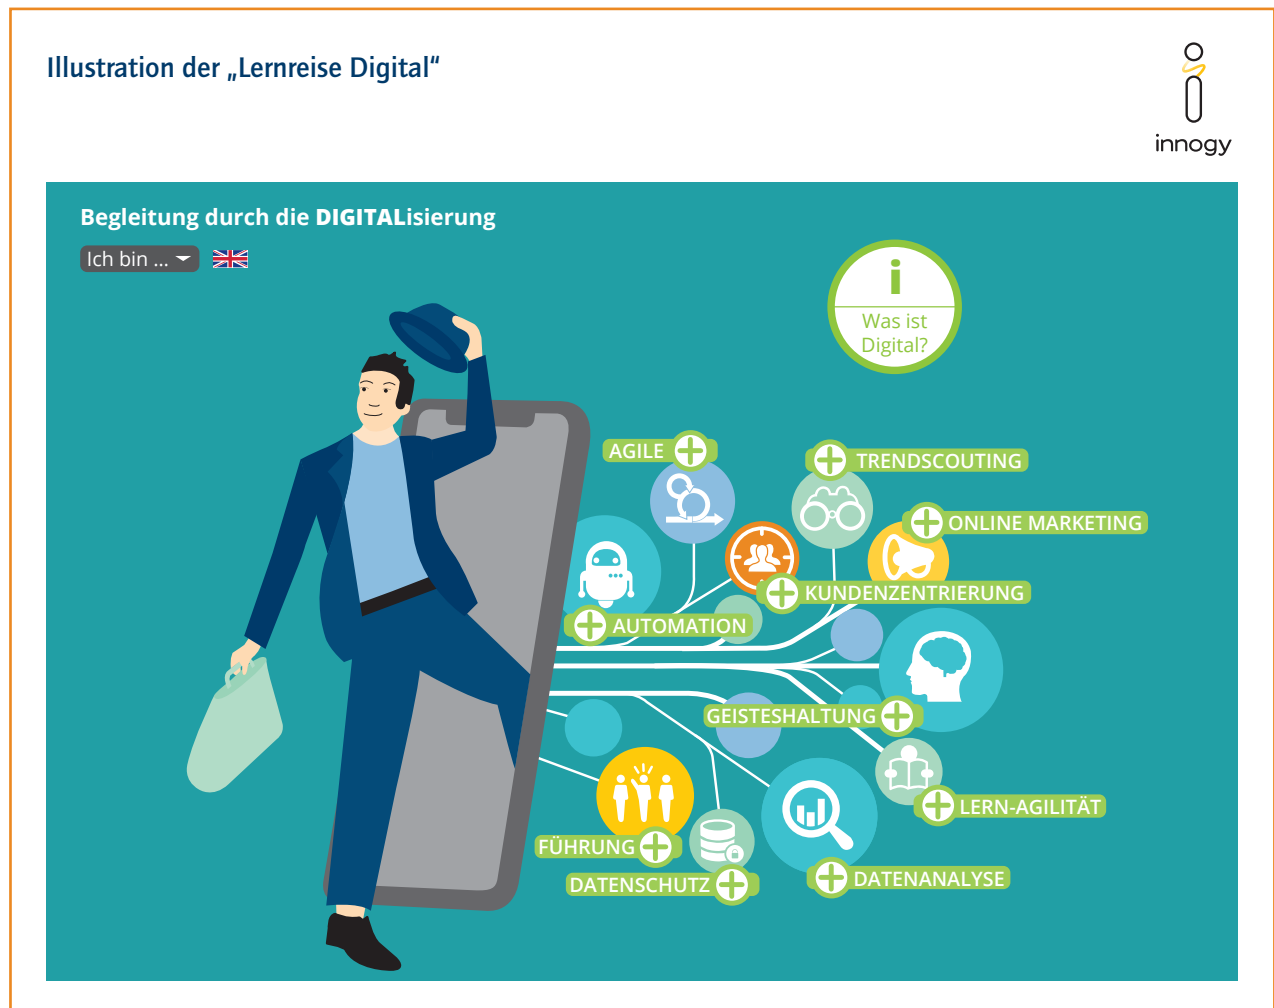 Illustration der „Lernreise Digital“
innogy
Begleitung durch die DIGITALisierung
Ich bin ...
i
Was ist
Digital?
AGILE
TRENDSCOUTING
ONLINE MARKETING
KUNDENZENTRIERUNG
AUTOMATION
GEISTESHALTUNG
LERN-AGILITÄT
FÜHRUNG
DATENSCHUTZ
DATENANALYSE